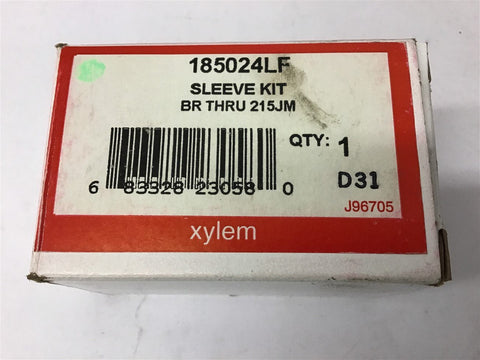 185024LF
SLEEVE KIT
BR THRU 215JM
QTY: 1
6 83328 23058 0
D31
J96705
xylem